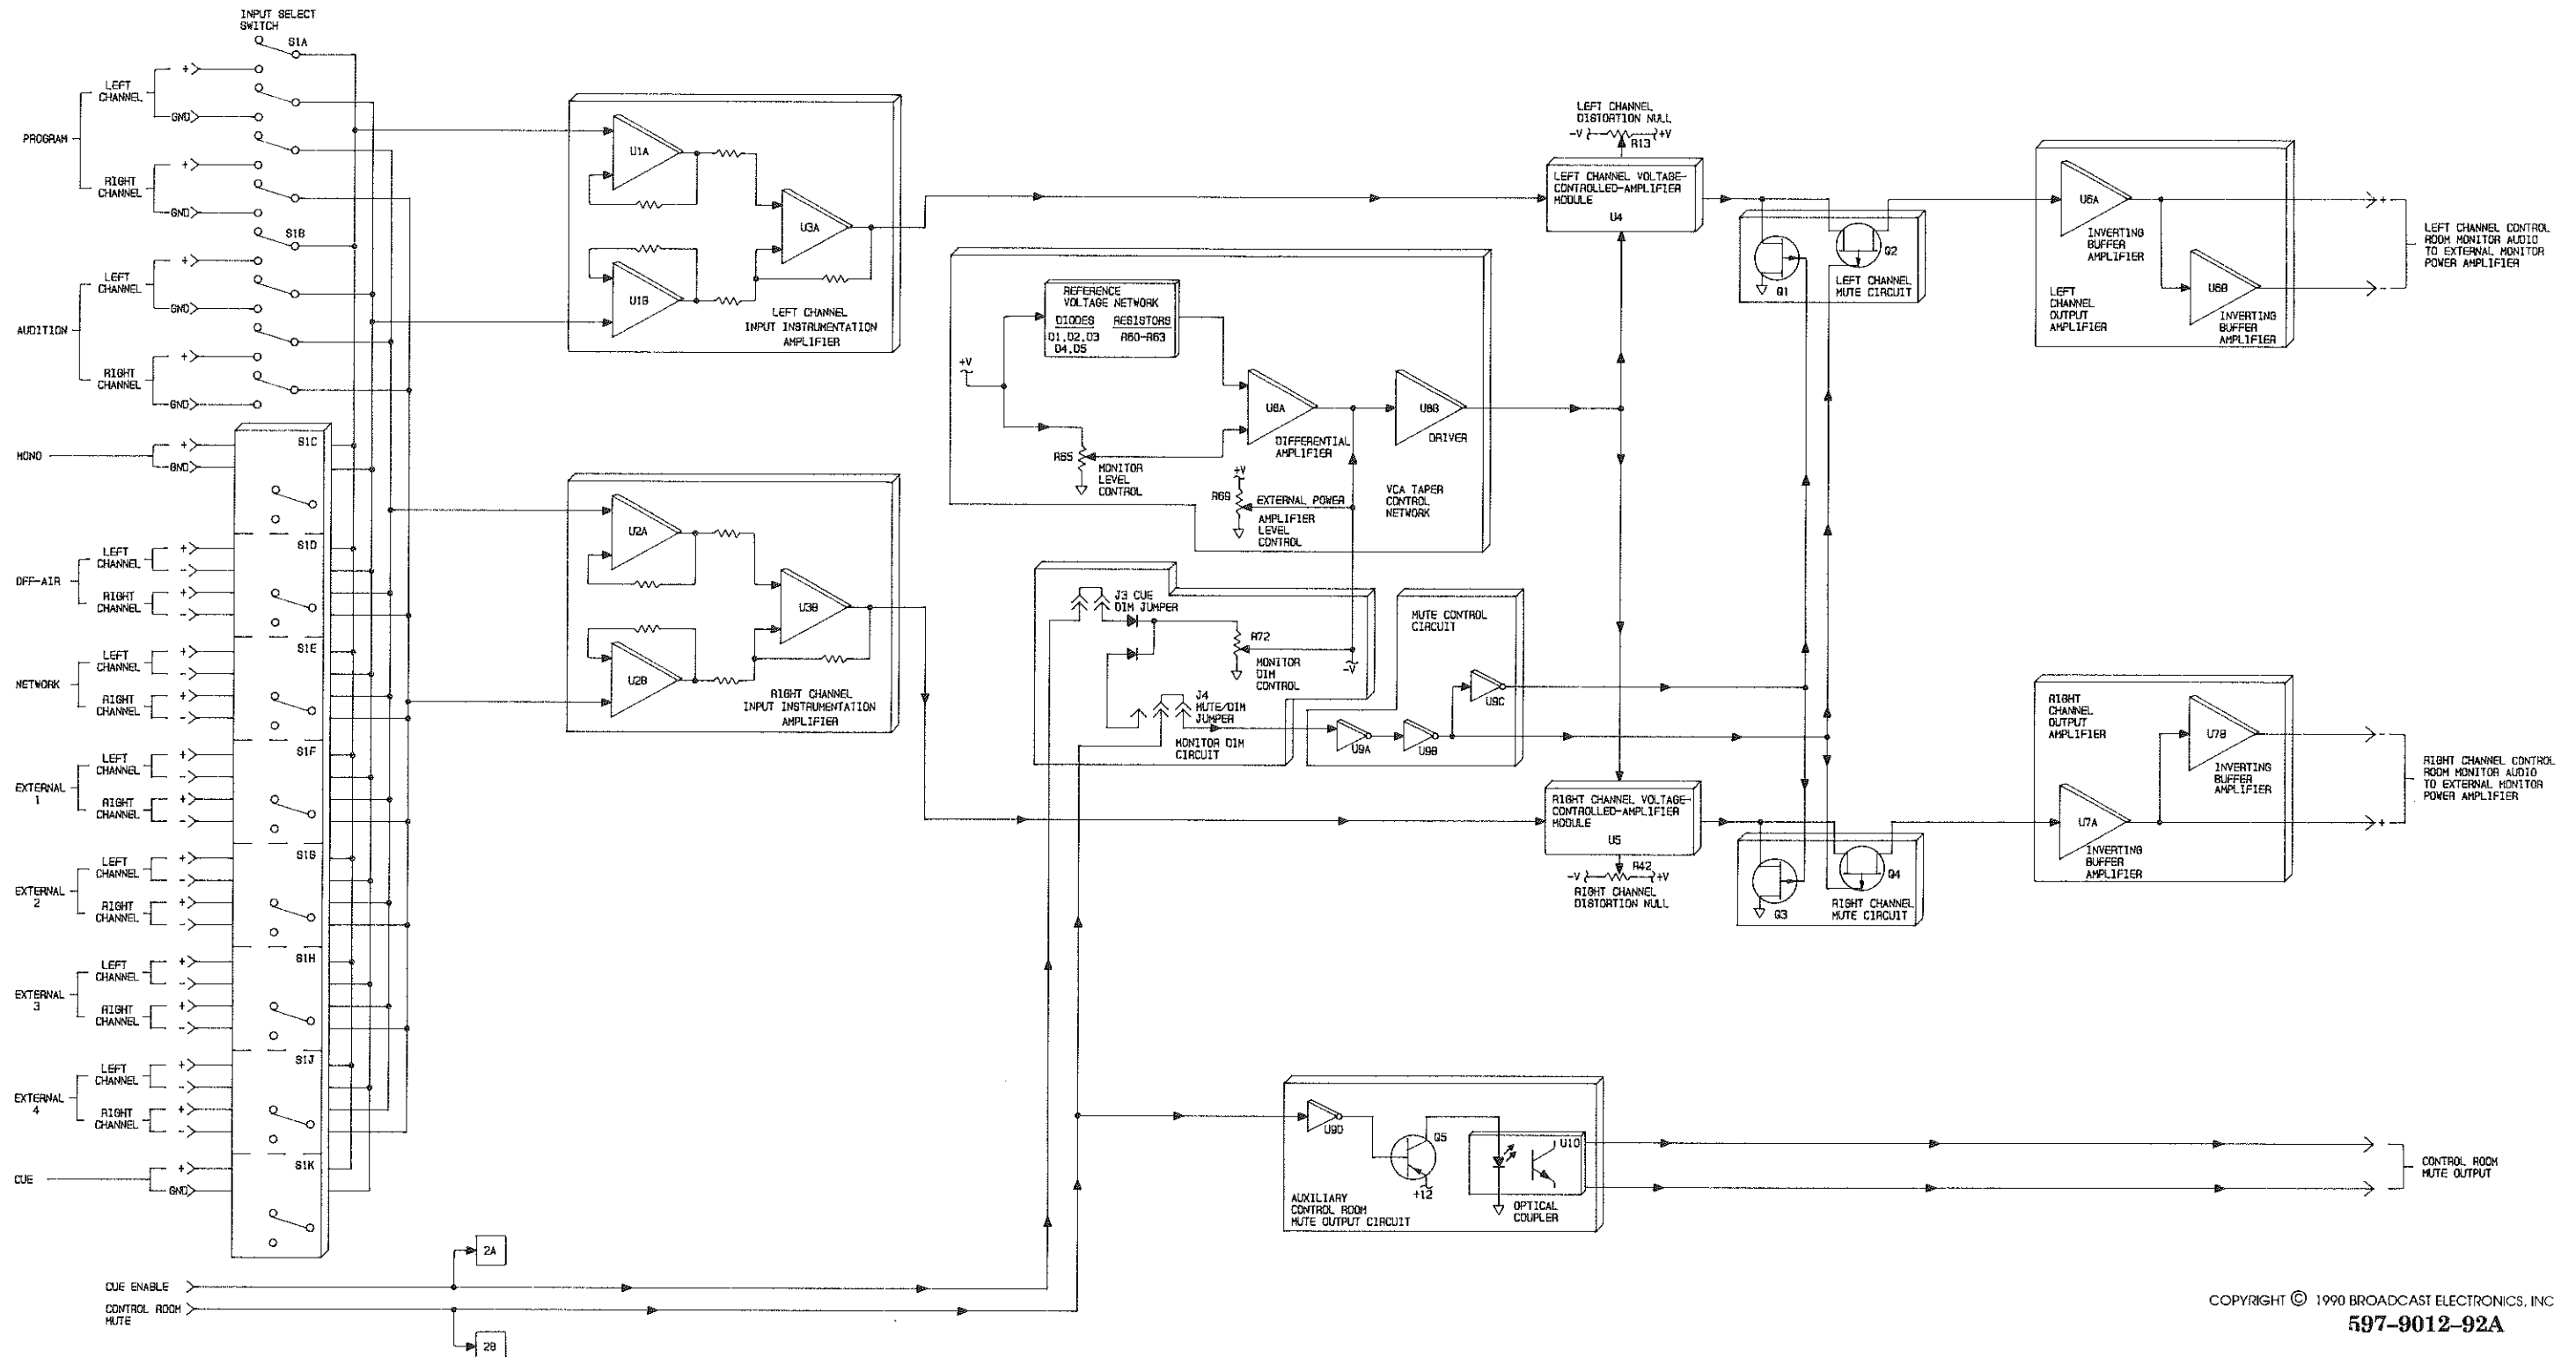 INPUT SELECT
SWITCH
S1A
PROGRAM
LEFT
CHANNEL
+
GND
RIGHT
CHANNEL
+
GND
S1B
AUDITION
LEFT
CHANNEL
+
GND
RIGHT
CHANNEL
+
GND
MONO
+
GND
S1C
OFF-AIR
LEFT
CHANNEL
+
-
RIGHT
CHANNEL
+
-
S1D
NETWORK
LEFT
CHANNEL
+
-
RIGHT
CHANNEL
+
-
S1E
EXTERNAL
1
LEFT
CHANNEL
+
-
RIGHT
CHANNEL
+
-
S1F
EXTERNAL
2
LEFT
CHANNEL
+
-
RIGHT
CHANNEL
+
-
S1G
EXTERNAL
3
LEFT
CHANNEL
+
-
RIGHT
CHANNEL
+
-
S1H
EXTERNAL
4
LEFT
CHANNEL
+
-
RIGHT
CHANNEL
+
-
S1J
CUE
+
GND
S1K
CUE ENABLE
CONTROL ROOM
MUTE
2A
2B
U1A
U1B
U3A
LEFT CHANNEL
INPUT INSTRUMENTATION
AMPLIFIER
U2A
U2B
U3B
RIGHT CHANNEL
INPUT INSTRUMENTATION
AMPLIFIER
REFERENCE
VOLTAGE NETWORK
DIODES RESISTORS
D1,D2,D3 R60-R63
D4,D5
+V
R65
MONITOR
LEVEL
CONTROL
U8A
DIFFERENTIAL
AMPLIFIER
U8B
DRIVER
+V
R69
EXTERNAL POWER
AMPLIFIER
LEVEL
CONTROL
VCA TAPER
CONTROL
NETWORK
J3 CUE
DIM JUMPER
R72
MONITOR
DIM
CONTROL
-V
J4
MUTE/DIM
JUMPER
MONITOR DIM
CIRCUIT
MUTE CONTROL
CIRCUIT
U9A
U9B
U9C
LEFT CHANNEL
DISTORTION NULL
-V +V
R13
LEFT CHANNEL VOLTAGE-
CONTROLLED-AMPLIFIER
MODULE
U4
Q1
Q2
LEFT CHANNEL
MUTE CIRCUIT
RIGHT CHANNEL VOLTAGE-
CONTROLLED-AMPLIFIER
MODULE
U5
R42
-V +V
RIGHT CHANNEL
DISTORTION NULL
Q3
Q4
RIGHT CHANNEL
MUTE CIRCUIT
U6A
INVERTING
BUFFER
AMPLIFIER
U6B
INVERTING
BUFFER
AMPLIFIER
LEFT
CHANNEL
OUTPUT
AMPLIFIER
+
-
LEFT CHANNEL CONTROL
ROOM MONITOR AUDIO
TO EXTERNAL MONITOR
POWER AMPLIFIER
RIGHT
CHANNEL
OUTPUT
AMPLIFIER
U7B
INVERTING
BUFFER
AMPLIFIER
U7A
INVERTING
BUFFER
AMPLIFIER
-
+
RIGHT CHANNEL CONTROL
ROOM MONITOR AUDIO
TO EXTERNAL MONITOR
POWER AMPLIFIER
U9D
Q5
+12
U10
OPTICAL
COUPLER
AUXILIARY
CONTROL ROOM
MUTE OUTPUT CIRCUIT
CONTROL ROOM
MUTE OUTPUT
COPYRIGHT © 1990 BROADCAST ELECTRONICS, INC
597-9012-92A